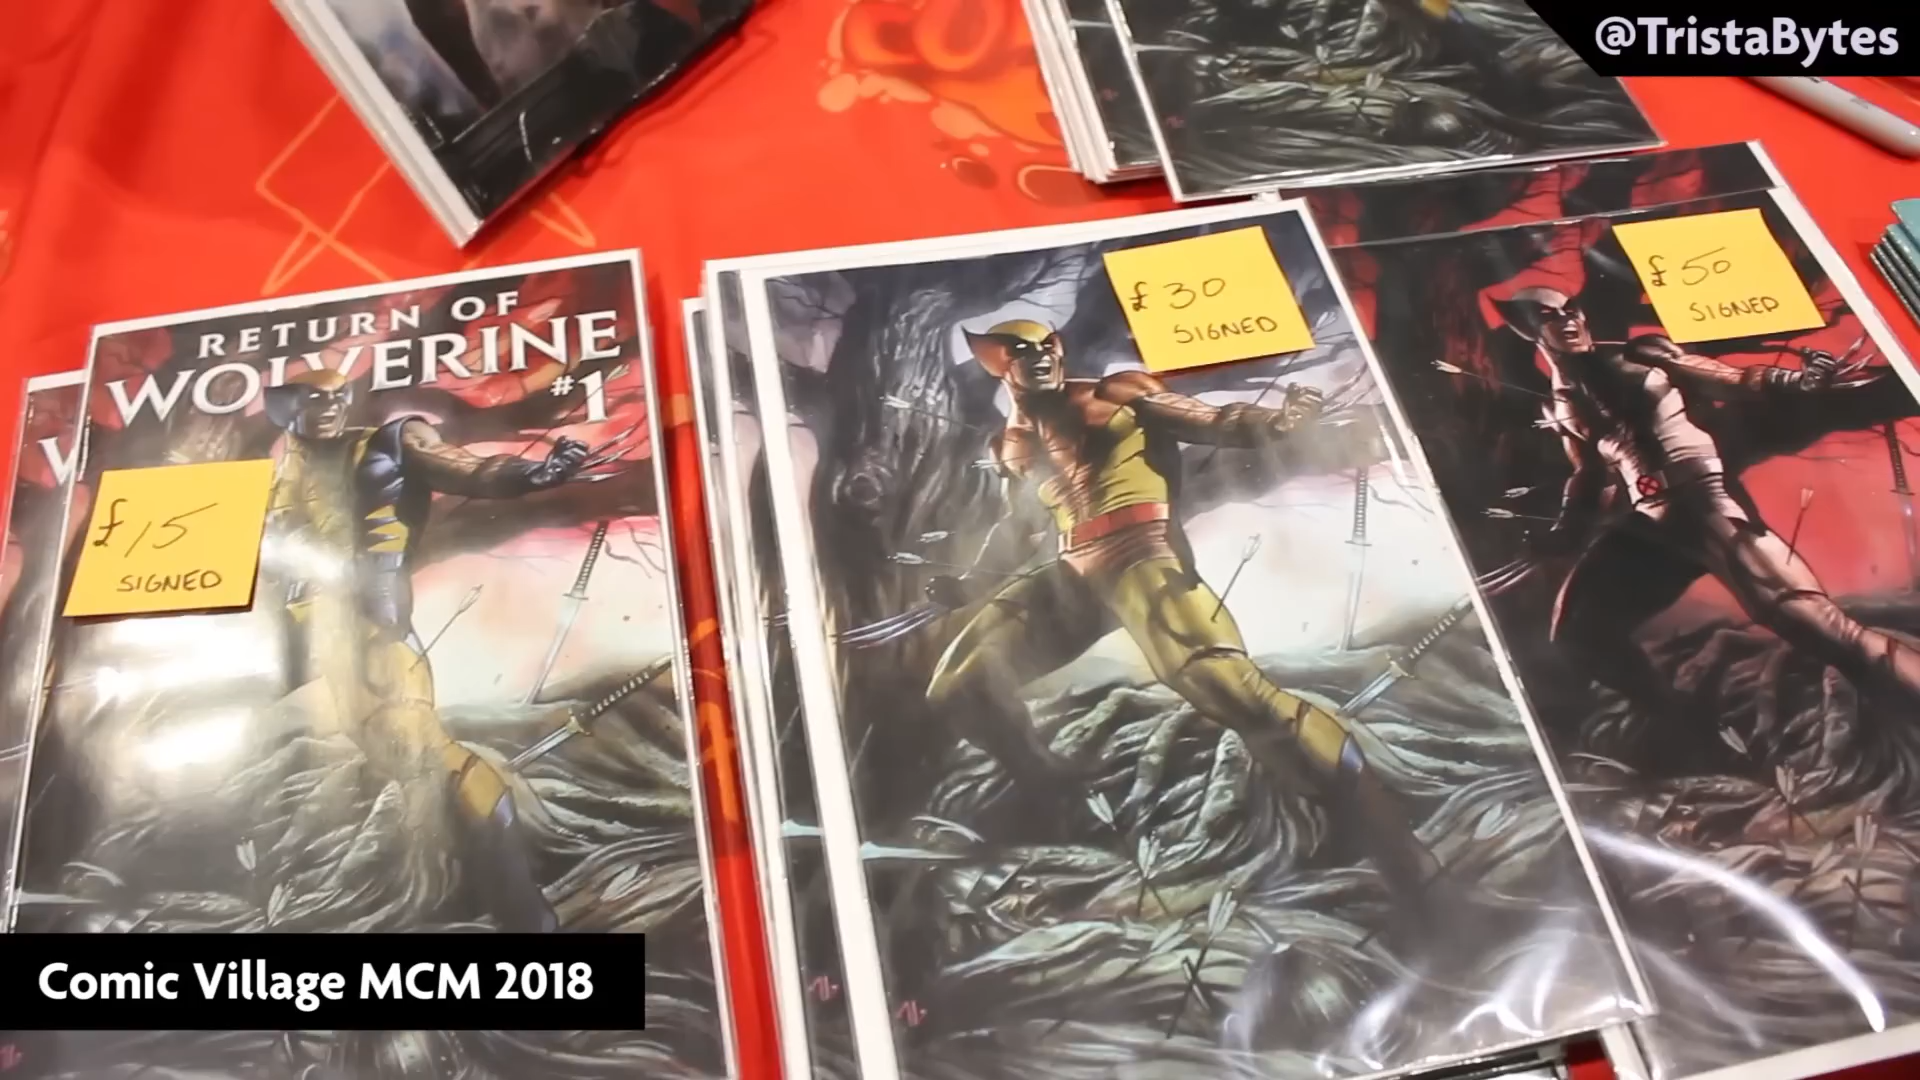 @TristaBytes
RETURN OF
WOLVERINE
#1
W
£15
SIGNED
£30
SIGNED
£50
SIGNED
Comic Village MCM 2018